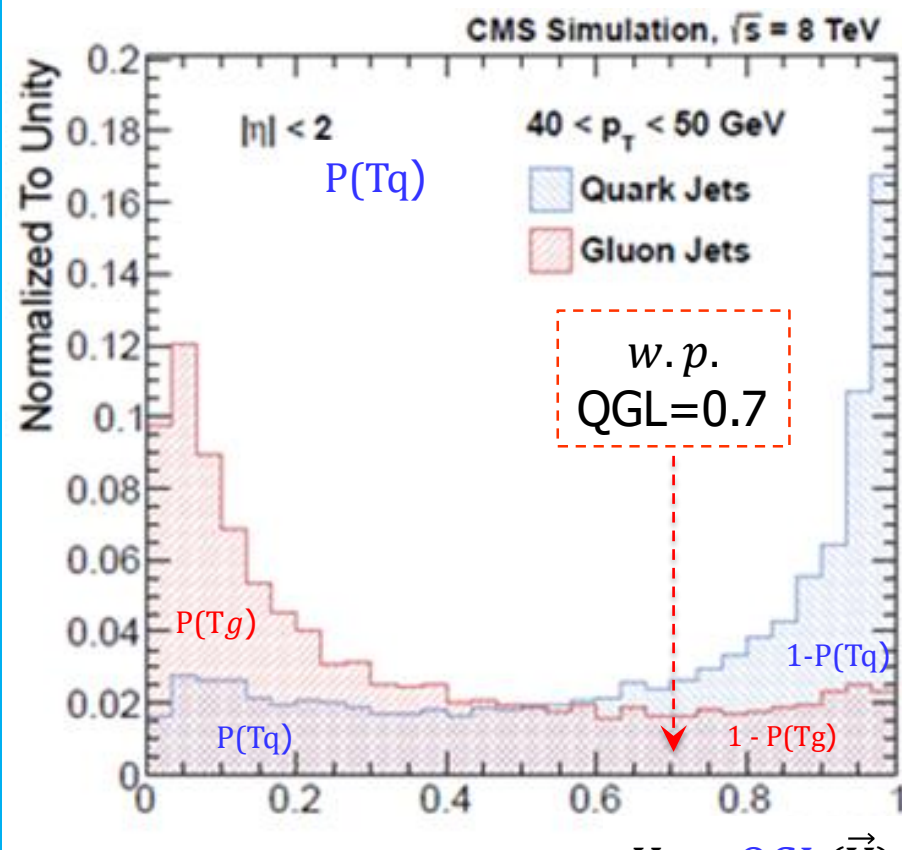 CMS Simulation, √s = 8 TeV
Normalized To Unity
0.2
0.18
0.16
0.14
0.12
0.1
0.08
0.06
0.04
0.02
0
|η| < 2
40 < p_T < 50 GeV
P(Tq)
Quark Jets
Gluon Jets
w.p.
QGL=0.7
P(Tg)
1-P(Tq)
P(Tq)
1 - P(Tg)
0 0.2 0.4 0.6 0.8 1